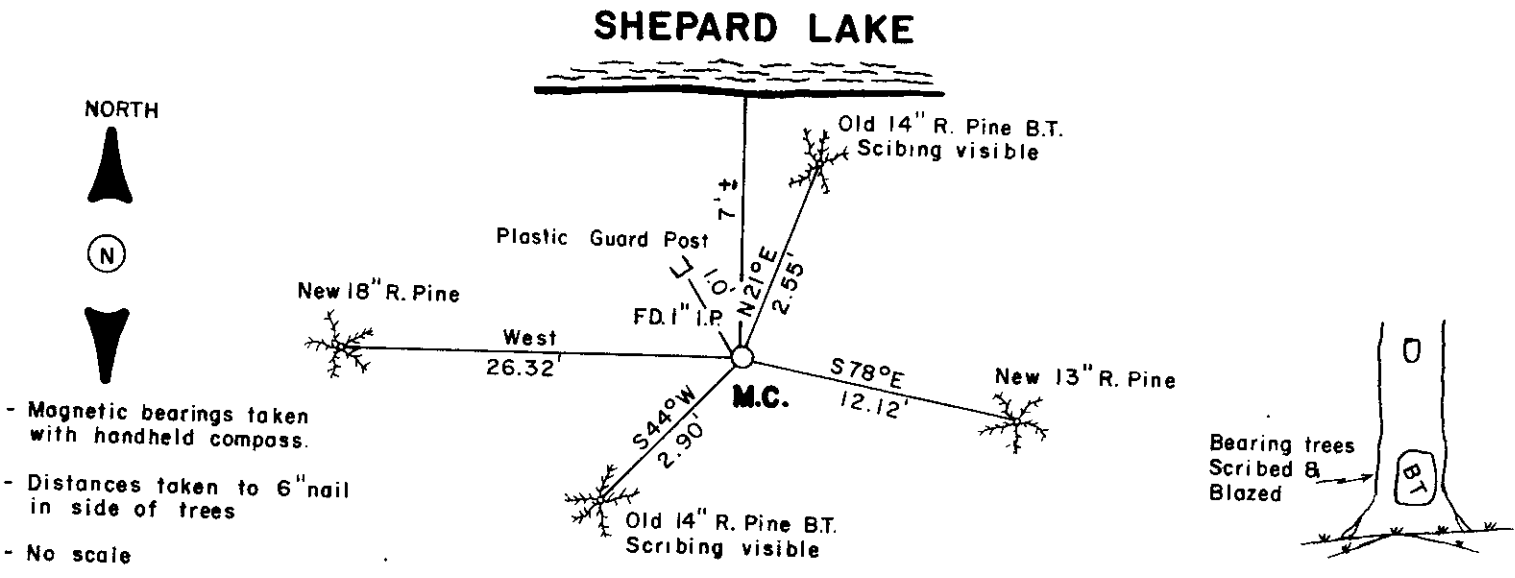 SHEPARD LAKE
NORTH
N
Old 14" R. Pine B.T.
Scibing visible
7'±
Plastic Guard Post
1.0'
N21°E
2.55'
New 18" R. Pine
FD. 1" I.P.
West
26.32'
M.C.
S78°E
12.12'
New 13" R. Pine
S44°W
2.90'
Old 14" R. Pine B.T.
Scribing visible
- Magnetic bearings taken
with handheld compass.
- Distances taken to 6" nail
in side of trees
- No scale
Bearing trees
Scribed &
Blazed
BT